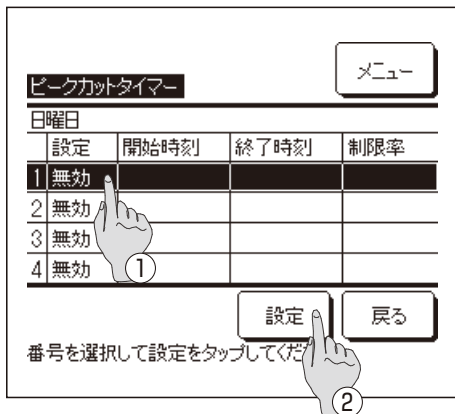 メニュー
ピークカットタイマー
日曜日
設定 開始時刻 終了時刻 制限率
1 無効
2 無効
3 無効
4 無効
①
設定 戻る
番号を選択して設定をタップしてくだ
②